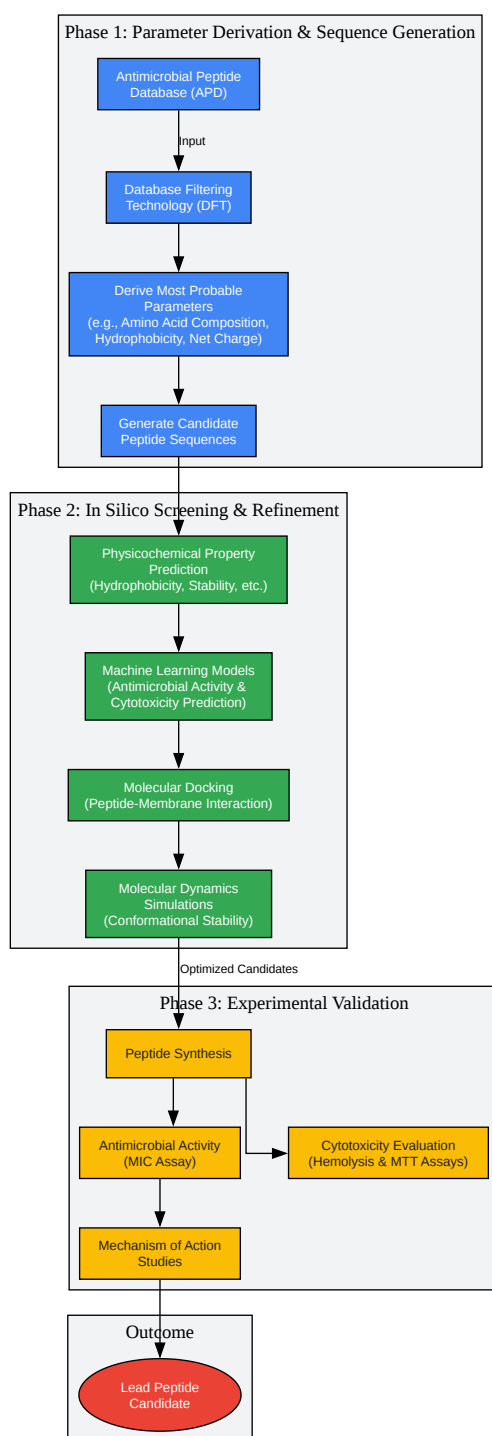 Phase 1: Parameter Derivation & Sequence Generation
Antimicrobial Peptide
Database (APD)
Input
Database Filtering
Technology (DFT)
Derive Most Probable
Parameters
(e.g., Amino Acid Composition,
Hydrophobicity, Net Charge)
Generate Candidate
Peptide Sequences
Phase 2: In Silico Screening & Refinement
Physicochemical Property
Prediction
(Hydrophobicity, Stability, etc.)
Machine Learning Models
(Antimicrobial Activity &
Cytotoxicity Prediction)
Molecular Docking
(Peptide-Membrane Interaction)
Molecular Dynamics
Simulations
(Conformational Stability)
Optimized Candidates
Phase 3: Experimental Validation
Peptide Synthesis
Antimicrobial Activity
(MIC Assay)
Cytotoxicity Evaluation
(Hemolysis & MTT Assays)
Mechanism of Action
Studies
Outcome
Lead Peptide
Candidate